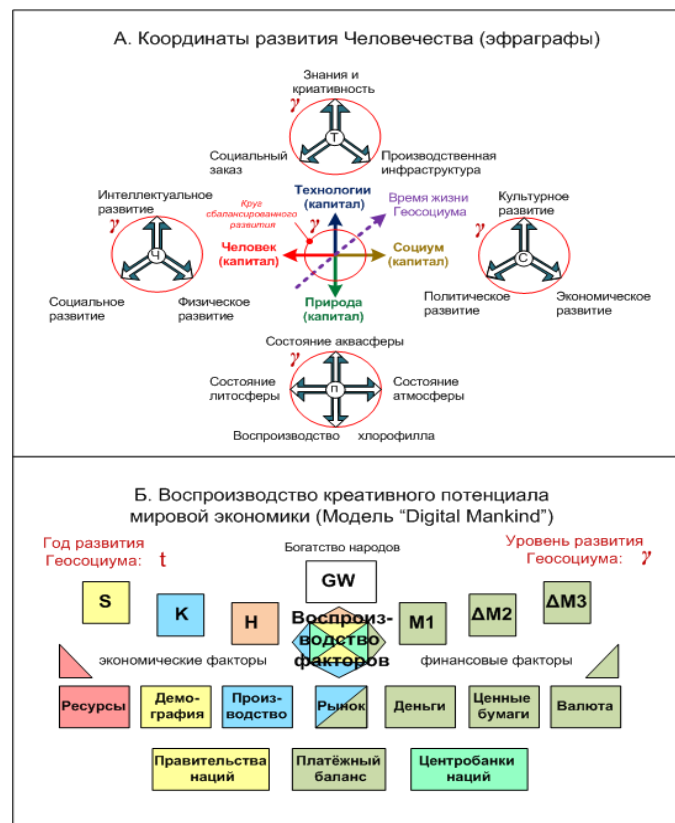 А. Координаты развития Человечества (эфраграфы)
Знания и
криативность
γ
Т
Социальный
заказ
Производственная
инфраструктура
Интеллектуальное
развитие
γ
Ч
Социальное
развитие
Физическое
развитие
Технологии
(капитал)
Круг
сбалансированного
развития
γ
Время жизни
Геосоциума
Человек
(капитал)
Социум
(капитал)
Природа
(капитал)
Культурное
развитие
γ
С
Политическое
развитие
Экономическое
развитие
Состояние аквасферы
γ
Состояние
литосферы
П
Состояние
атмосферы
Воспроизводство хлорофилла
Б. Воспроизводство креативного потенциала
мировой экономики (Модель “Digital Mankind”)
Год развития
Геосоциума: t
Богатство народов
Уровень развития
Геосоциума: γ
GW
S
K
H
Воспроиз-
водство
факторов
M1
ΔM2
ΔM3
экономические факторы
финансовые факторы
Ресурсы
Демо-
графия
Произ-
водство
Рынок
Деньги
Ценные
бумаги
Валюта
Правительства
наций
Платёжный
баланс
Центробанки
наций